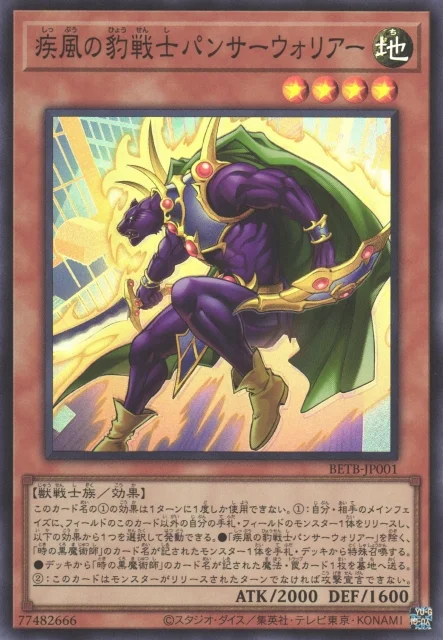 疾風の豹戦士パンサーウォリアー
地
BETB-JP001
【獣戦士族／効果】
このカード名の①の効果は1ターンに1度しか使用できない。①：自分・相手のメインフェ
イズに、フィールドのこのカード以外の自分の手札・フィールドのモンスター1体をリリースし、
以下の効果から1つを選択して発動できる。●「疾風の豹戦士パンサーウォリアー」を除く、
「時の黒魔術師」のカード名が記されたモンスター1体を手札・デッキから特殊召喚する。
●デッキから「時の黒魔術師」のカード名が記された魔法・罠カード1枚を墓地へ送る。
②：このカードはモンスターがリリースされたターンでなければ攻撃宣言できない。
ATK/2000 DEF/1600
77482666
©スタジオ・ダイス／集英社・テレビ東京・KONAMI